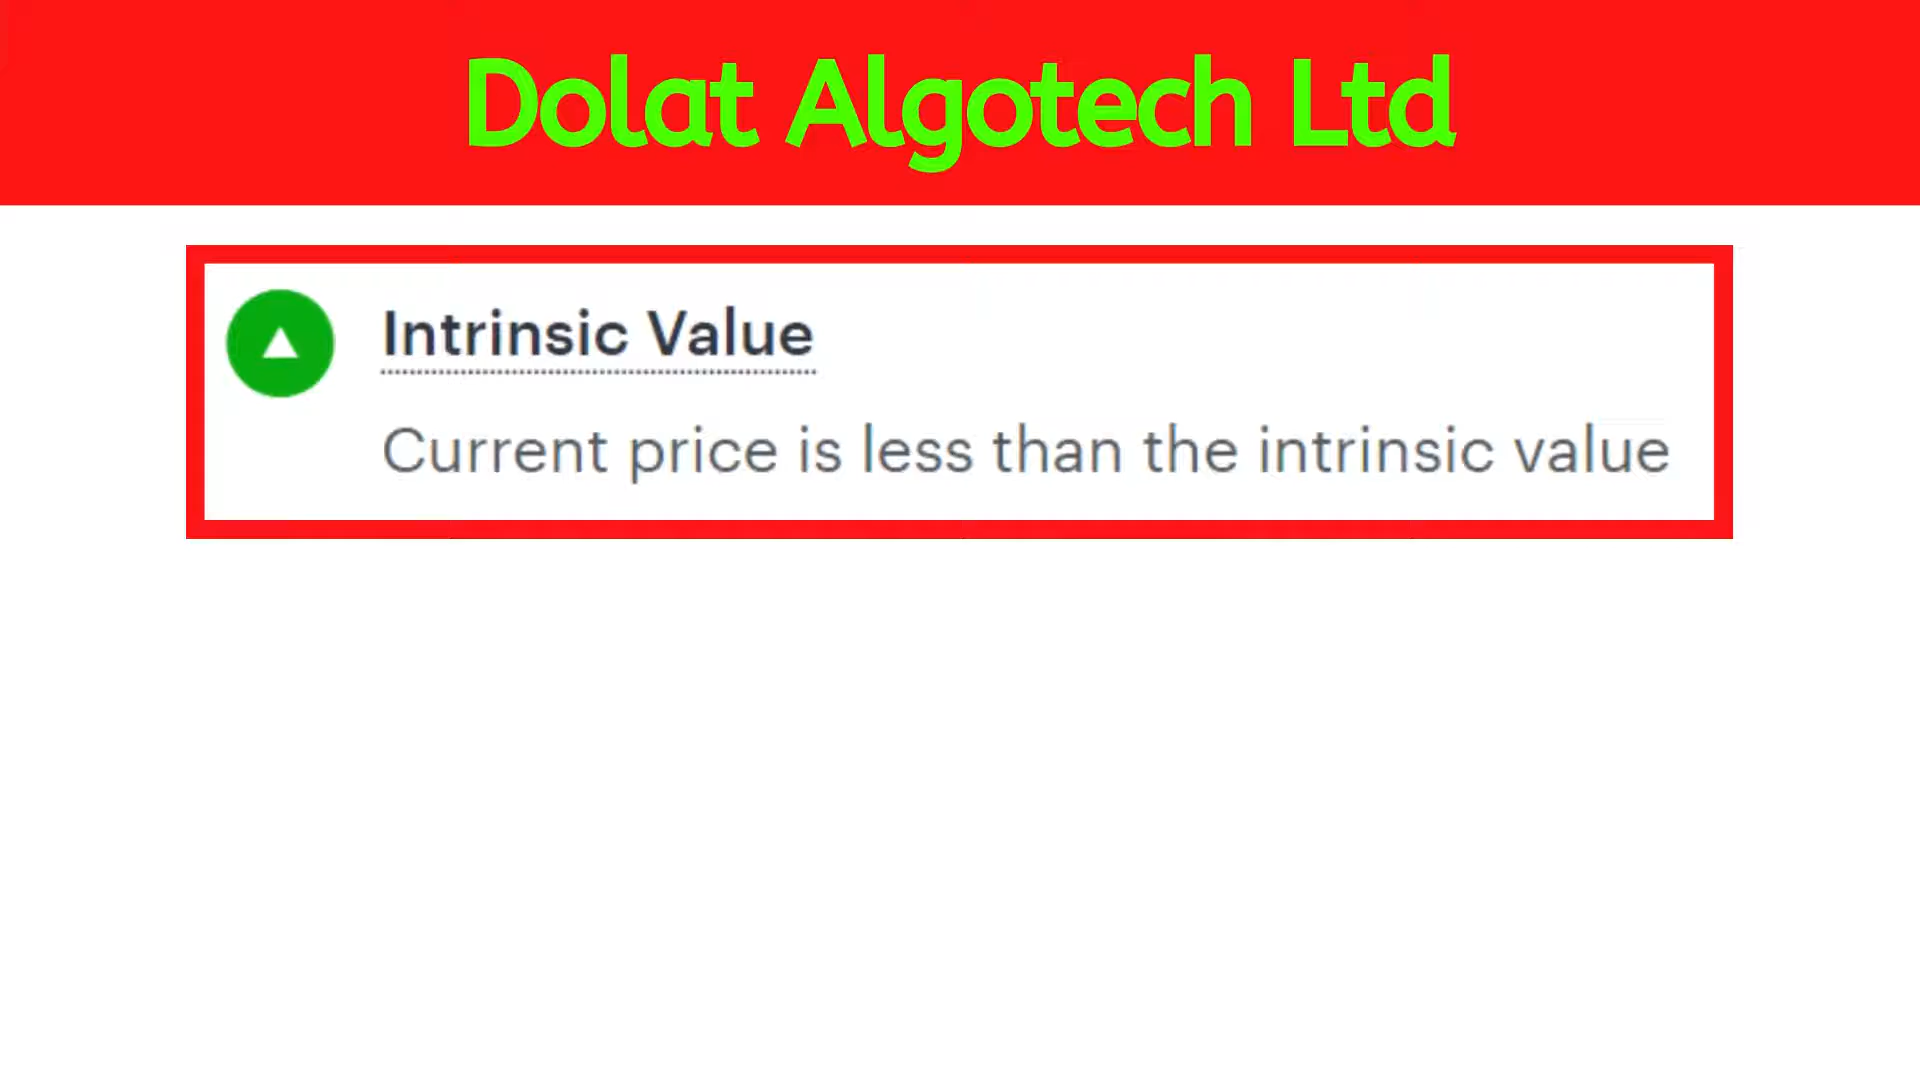 Dolat Algotech Ltd
Intrinsic Value
Current price is less than the intrinsic value